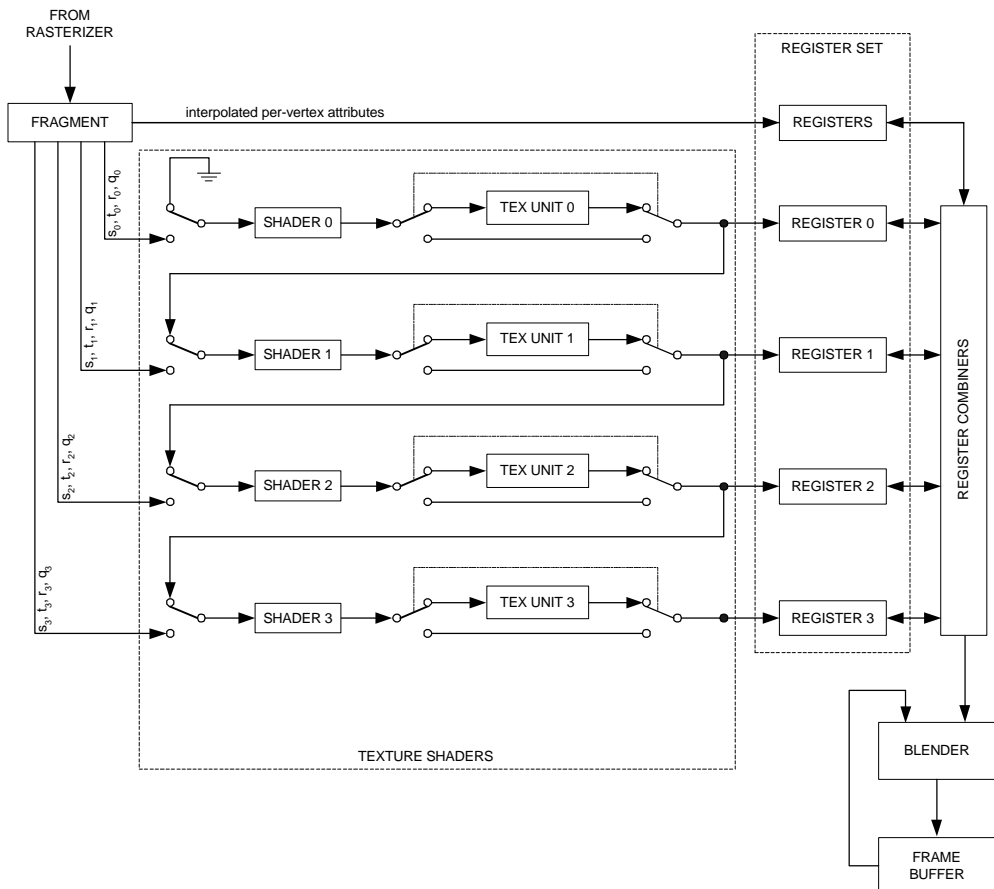 FROM
RASTERIZER
REGISTER SET
FRAGMENT
interpolated per-vertex attributes
REGISTERS
s₀, t₀, r₀, q₀
SHADER 0
TEX UNIT 0
REGISTER 0
s₁, t₁, r₁, q₁
SHADER 1
TEX UNIT 1
REGISTER 1
s₂, t₂, r₂, q₂
SHADER 2
TEX UNIT 2
REGISTER 2
s₃, t₃, r₃, q₃
SHADER 3
TEX UNIT 3
REGISTER 3
REGISTER COMBINERS
TEXTURE SHADERS
BLENDER
FRAME
BUFFER